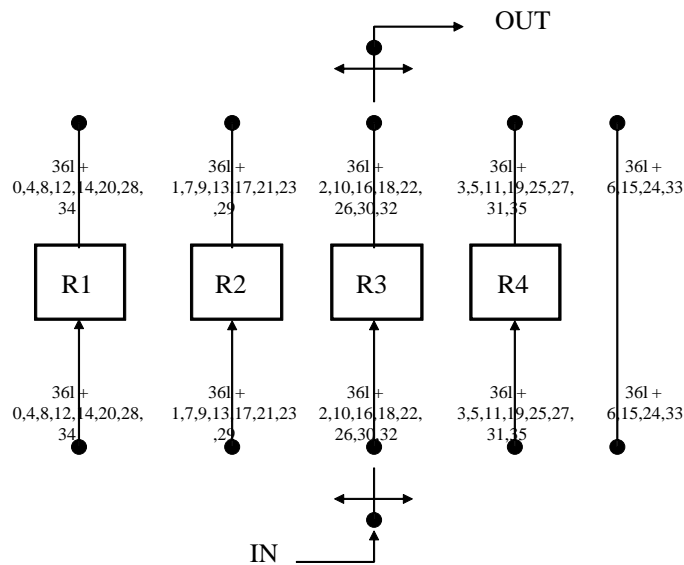 OUT
36l +
0,4,8,12,14,20,28,
34
36l +
1,7,9,13,17,21,23
,29
36l +
2,10,16,18,22,
26,30,32
36l +
3,5,11,19,25,27,
31,35
36l +
6,15,24,33
R1
R2
R3
R4
36l +
0,4,8,12,14,20,28,
34
36l +
1,7,9,13,17,21,23
,29
36l +
2,10,16,18,22,
26,30,32
36l +
3,5,11,19,25,27,
31,35
36l +
6,15,24,33
IN